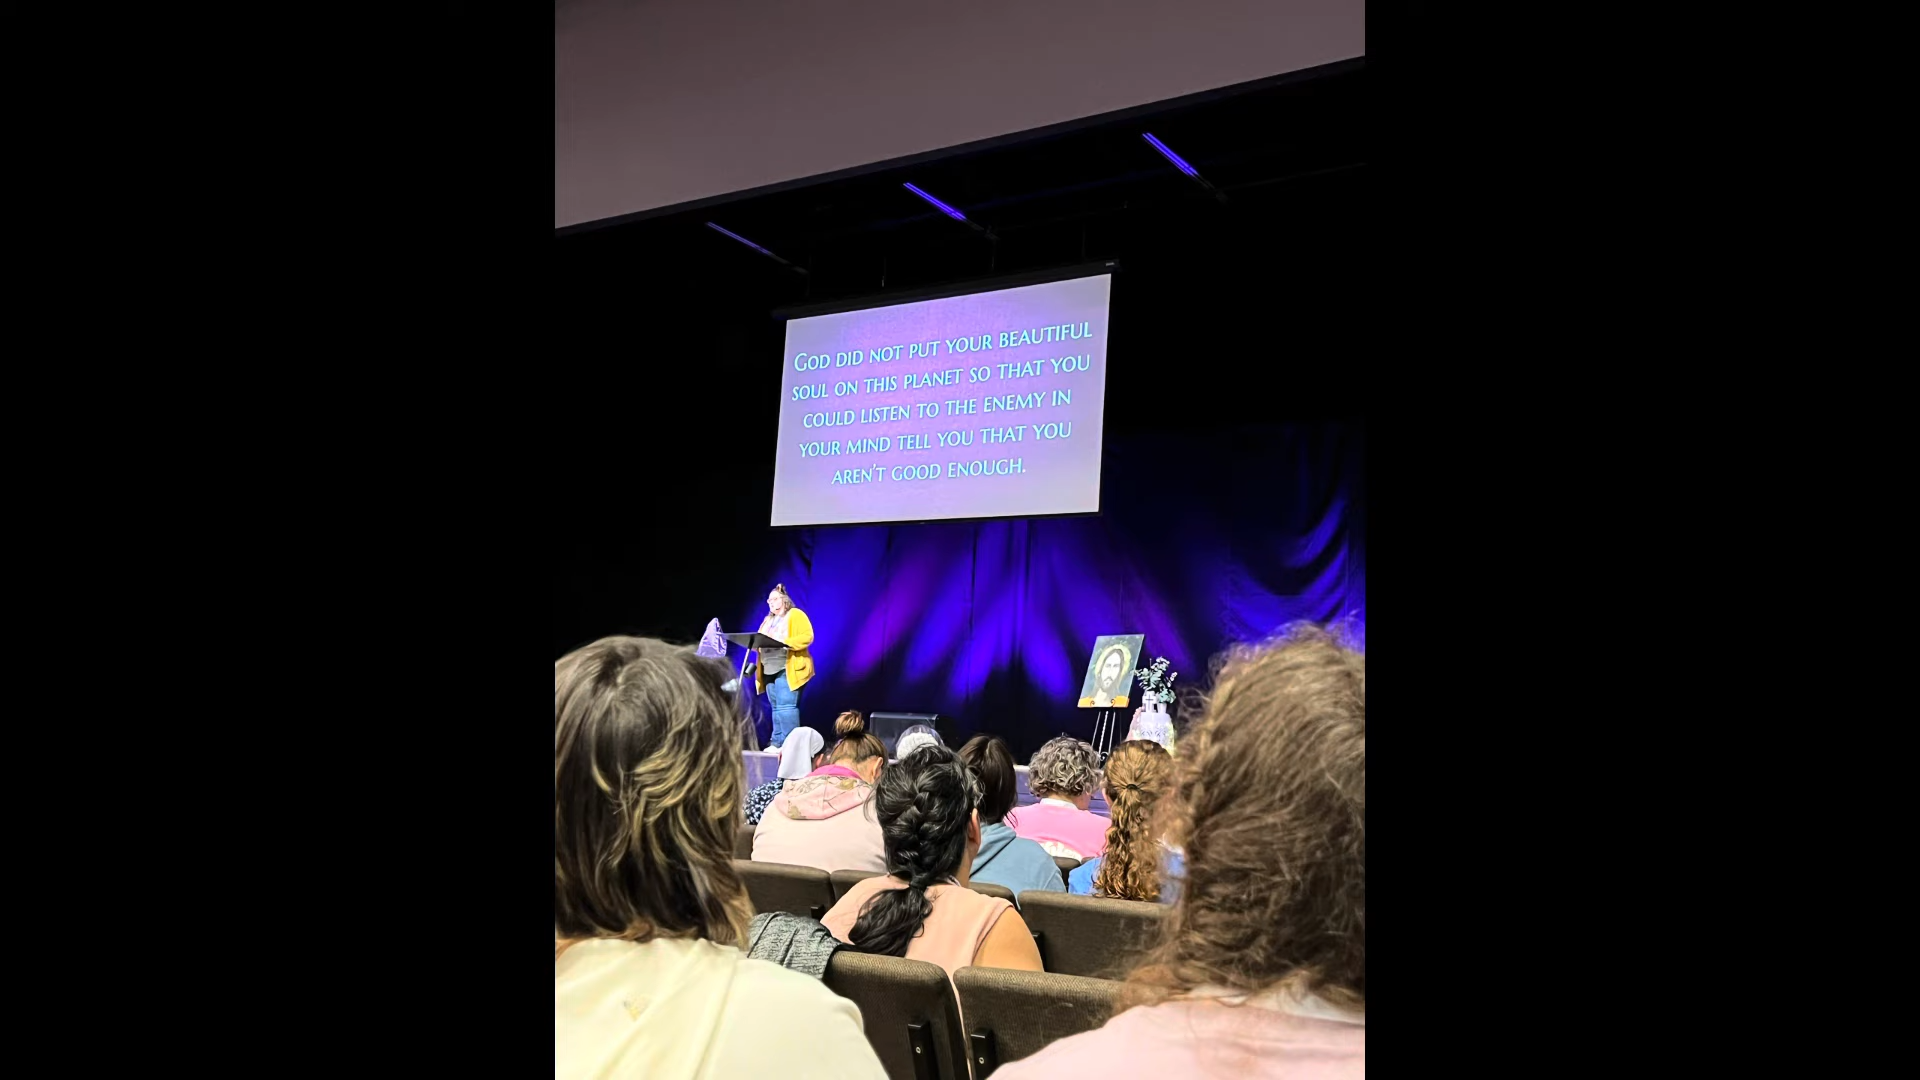 God did not put your beautiful
soul on this planet so that you
could listen to the enemy in
your mind tell you that you
aren't good enough.